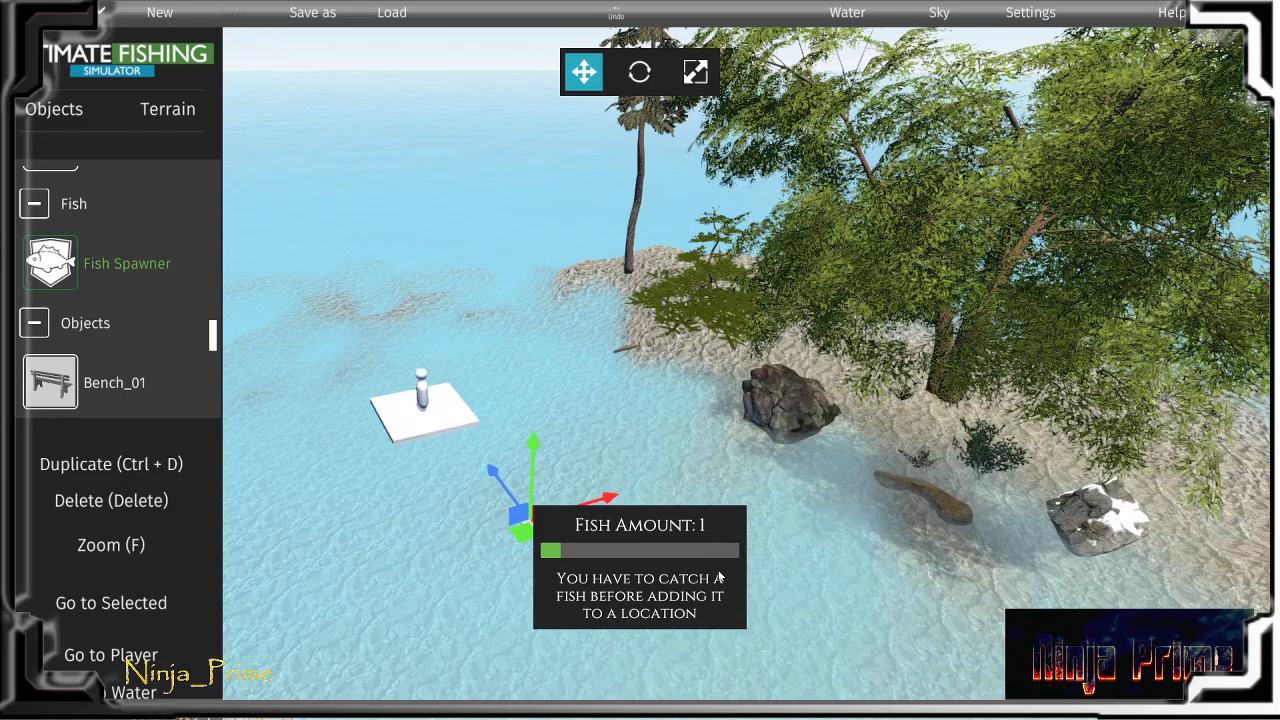 New
Save as
Load
Undo
Water
Sky
Settings
Help
TIMATE FISHING
SIMULATOR
Objects
Terrain
Fish
Fish Spawner
Objects
Bench_01
Duplicate (Ctrl + D)
Delete (Delete)
Zoom (F)
Go to Selected
Go to Player
Water
FISH AMOUNT: 1
YOU HAVE TO CATCH A
FISH BEFORE ADDING IT
TO A LOCATION
Ninja_Prime
Ninja Prime